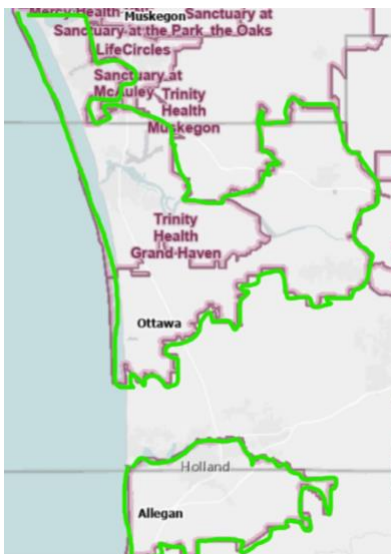 Muskegon
Sanctuary at
Sanctuary at the Park the Oaks
LifeCircles
Sanctuary at
McAuley
Trinity
Health
Muskegon
Trinity
Health
Grand Haven
Ottawa
Holland
Allegan